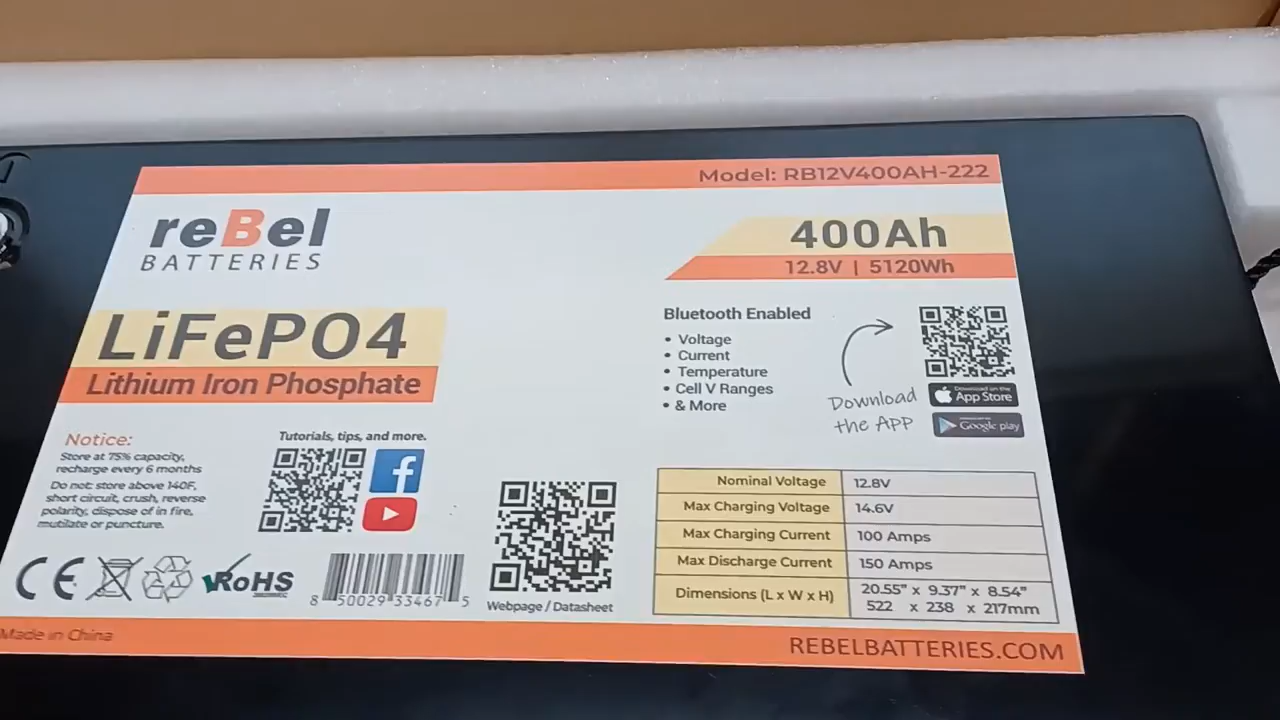 Model: RB12V400AH-222
reBel
BATTERIES
400Ah
12.8V | 5120Wh
LiFePO4
Lithium Iron Phosphate
Bluetooth Enabled
• Voltage
• Current
• Temperature
• Cell V Ranges
• & More
Download
the APP
Download on the
App Store
Google play
Notice:
Store at 75% capacity,
recharge every 6 months
Do not: store above 140F,
short circuit, crush, reverse
polarity, dispose of in fire,
mutilate or puncture.
Tutorials, tips, and more.
f
Nominal Voltage 12.8V
Max Charging Voltage 14.6V
Max Charging Current 100 Amps
Max Discharge Current 150 Amps
Dimensions (L x W x H) 20.55" x 9.37" x 8.54"
522 x 238 x 217mm
CE
RoHS
8 50029 33467 5
Webpage / Datasheet
Made in China
REBELBATTERIES.COM